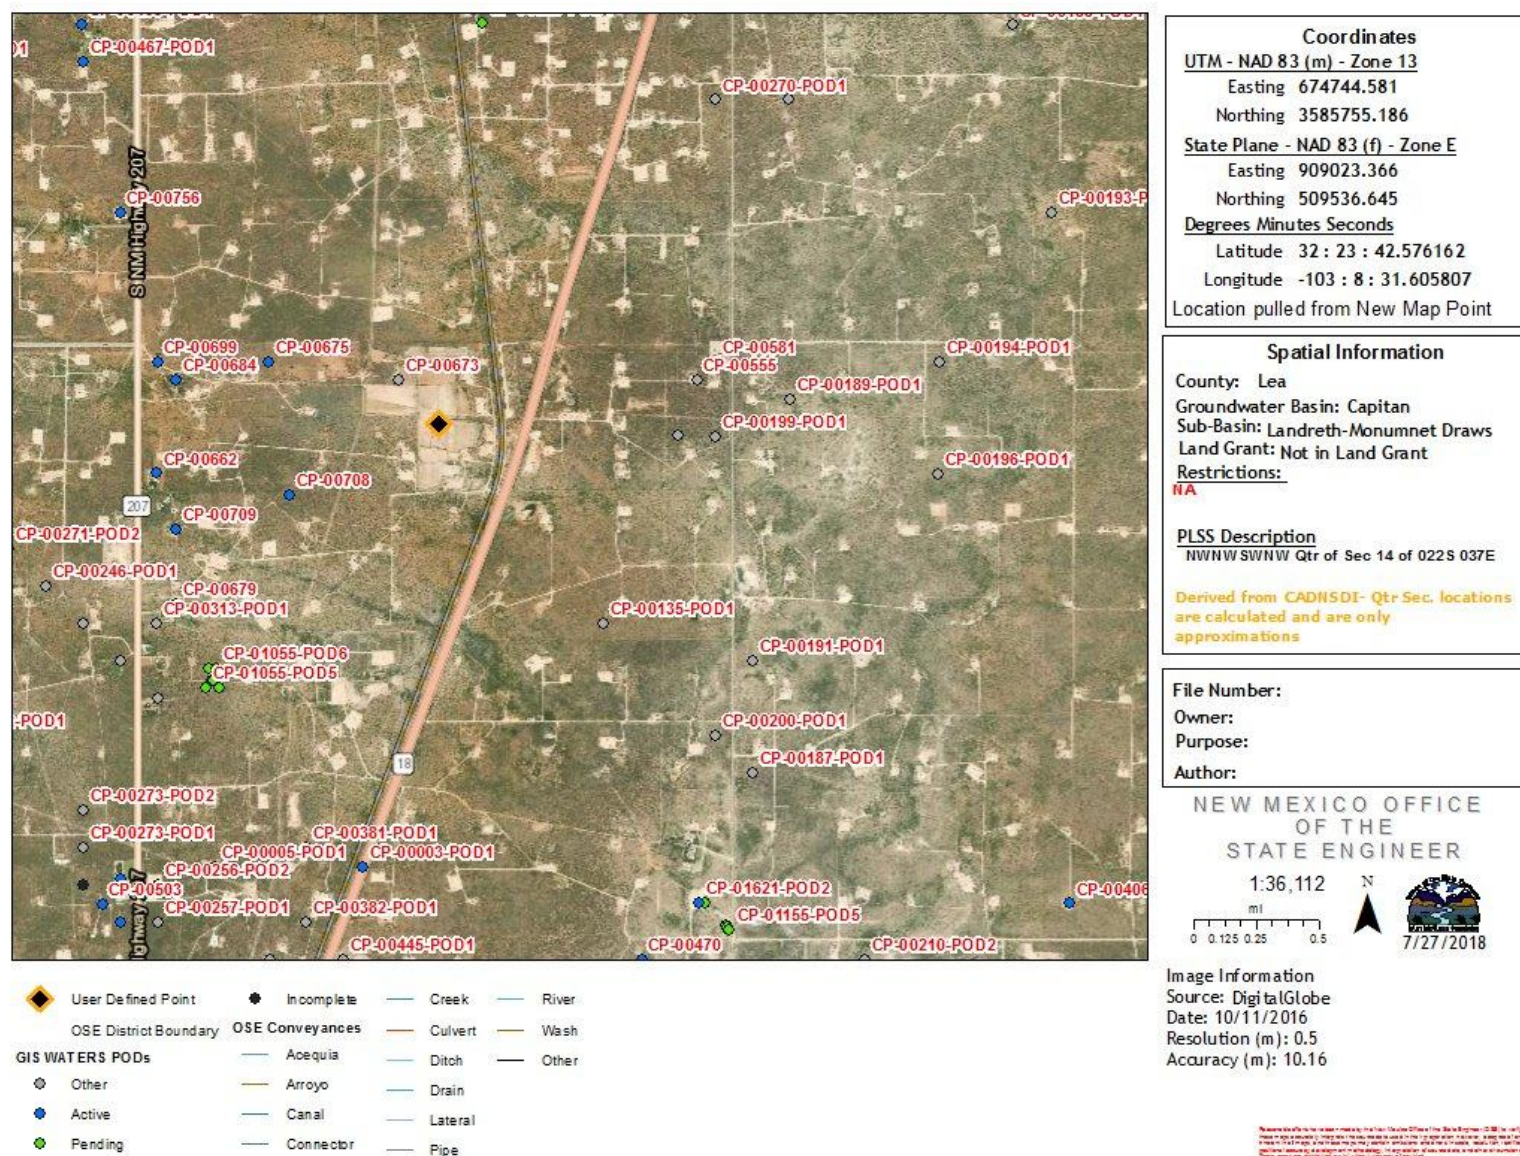 CP-00467-POD1
CP-00270-POD1
CP-00756
CP-00193-P
S NM Highway 207
CP-00699
CP-00675
CP-00684
CP-00673
CP-00581
CP-00555
CP-00194-POD1
CP-00189-POD1
CP-00199-POD1
CP-00662
CP-00708
CP-00196-POD1
207
CP-00709
CP-00271-POD2
CP-00246-POD1
CP-00679
CP-00313-POD1
CP-00135-POD1
CP-01055-POD6
CP-01055-POD5
CP-00191-POD1
-POD1
CP-00200-POD1
18
CP-00187-POD1
CP-00273-POD2
CP-00273-POD1
CP-00381-POD1
CP-00005-POD1
CP-00003-POD1
CP-00256-POD2
CP-00503
CP-00257-POD1
CP-00382-POD1
CP-01621-POD2
CP-00406
CP-01155-POD5
CP-00445-POD1
CP-00470
CP-00210-POD2
Coordinates
UTM - NAD 83 (m) - Zone 13
Easting 674744.581
Northing 3585755.186
State Plane - NAD 83 (f) - Zone E
Easting 909023.366
Northing 509536.645
Degrees Minutes Seconds
Latitude 32 : 23 : 42.576162
Longitude -103 : 8 : 31.605807
Location pulled from New Map Point
Spatial Information
County: Lea
Groundwater Basin: Capitan
Sub-Basin: Landreth-Monumnet Draws
Land Grant: Not in Land Grant
Restrictions:
NA
PLSS Description
NWNWSWNW Qtr of Sec 14 of 022S 037E
Derived from CADNSDI- Qtr Sec. locations
are calculated and are only
approximations
File Number:
Owner:
Purpose:
Author:
NEW MEXICO OFFICE
OF THE
STATE ENGINEER
1:36,112
N
mi
0 0.125 0.25 0.5
7/27/2018
Image Information
Source: DigitalGlobe
Date: 10/11/2016
Resolution (m): 0.5
Accuracy (m): 10.16
User Defined Point
OSE District Boundary
GIS WATERS PODs
Other
Active
Pending
Incomplete
OSE Conveyances
Acequia
Arroyo
Canal
Connector
Creek
Culvert
Ditch
Drain
Lateral
Pipe
River
Wash
Other